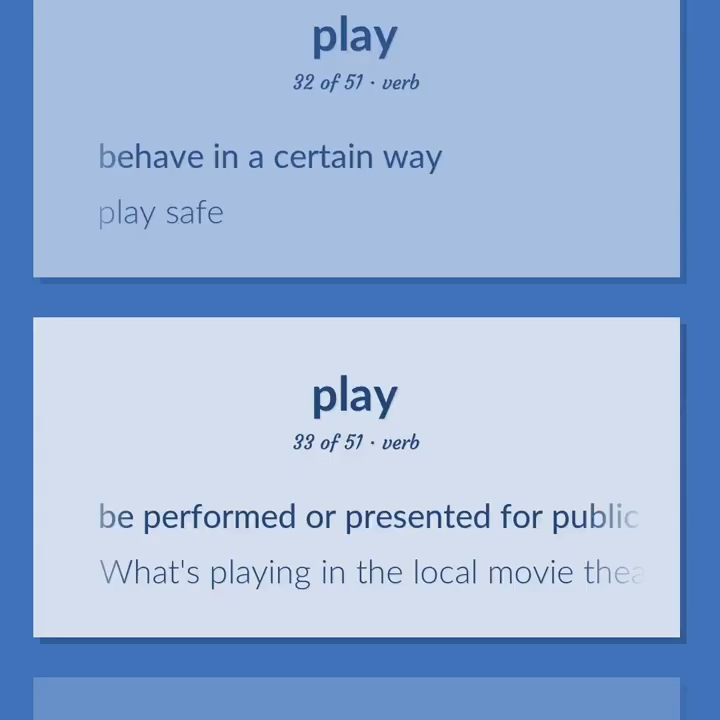 play
32 of 51 · verb
behave in a certain way
play safe
play
33 of 51 · verb
be performed or presented for public
What's playing in the local movie thea